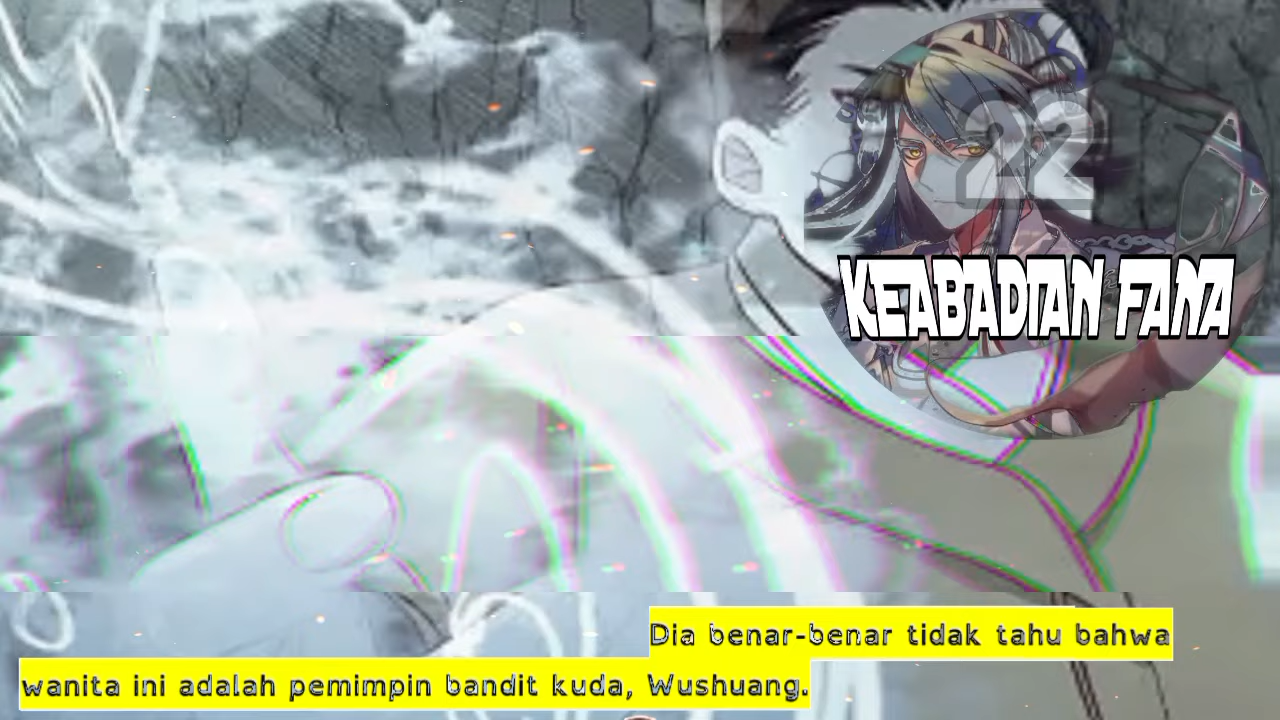 22
KEABADIAN FANA
Dia benar-benar tidak tahu bahwa
wanita ini adalah pemimpin bandit kuda, Wushuang.